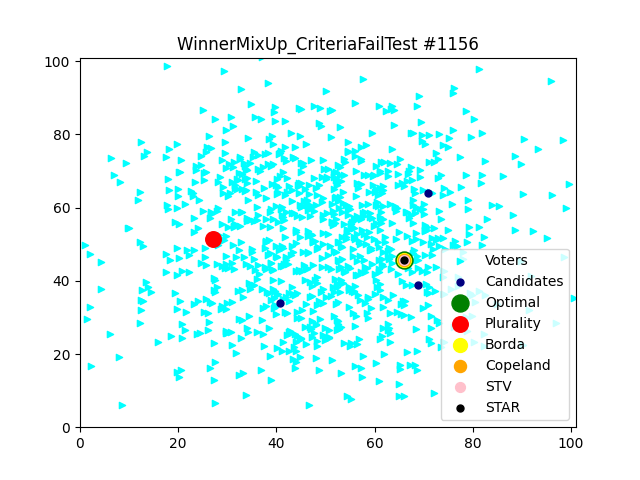 WinnerMixUp_CriteriaFailTest #1156
100
80
60
40
20
0
0
20
40
60
80
100
Voters
Candidates
Optimal
Plurality
Borda
Copeland
STV
STAR